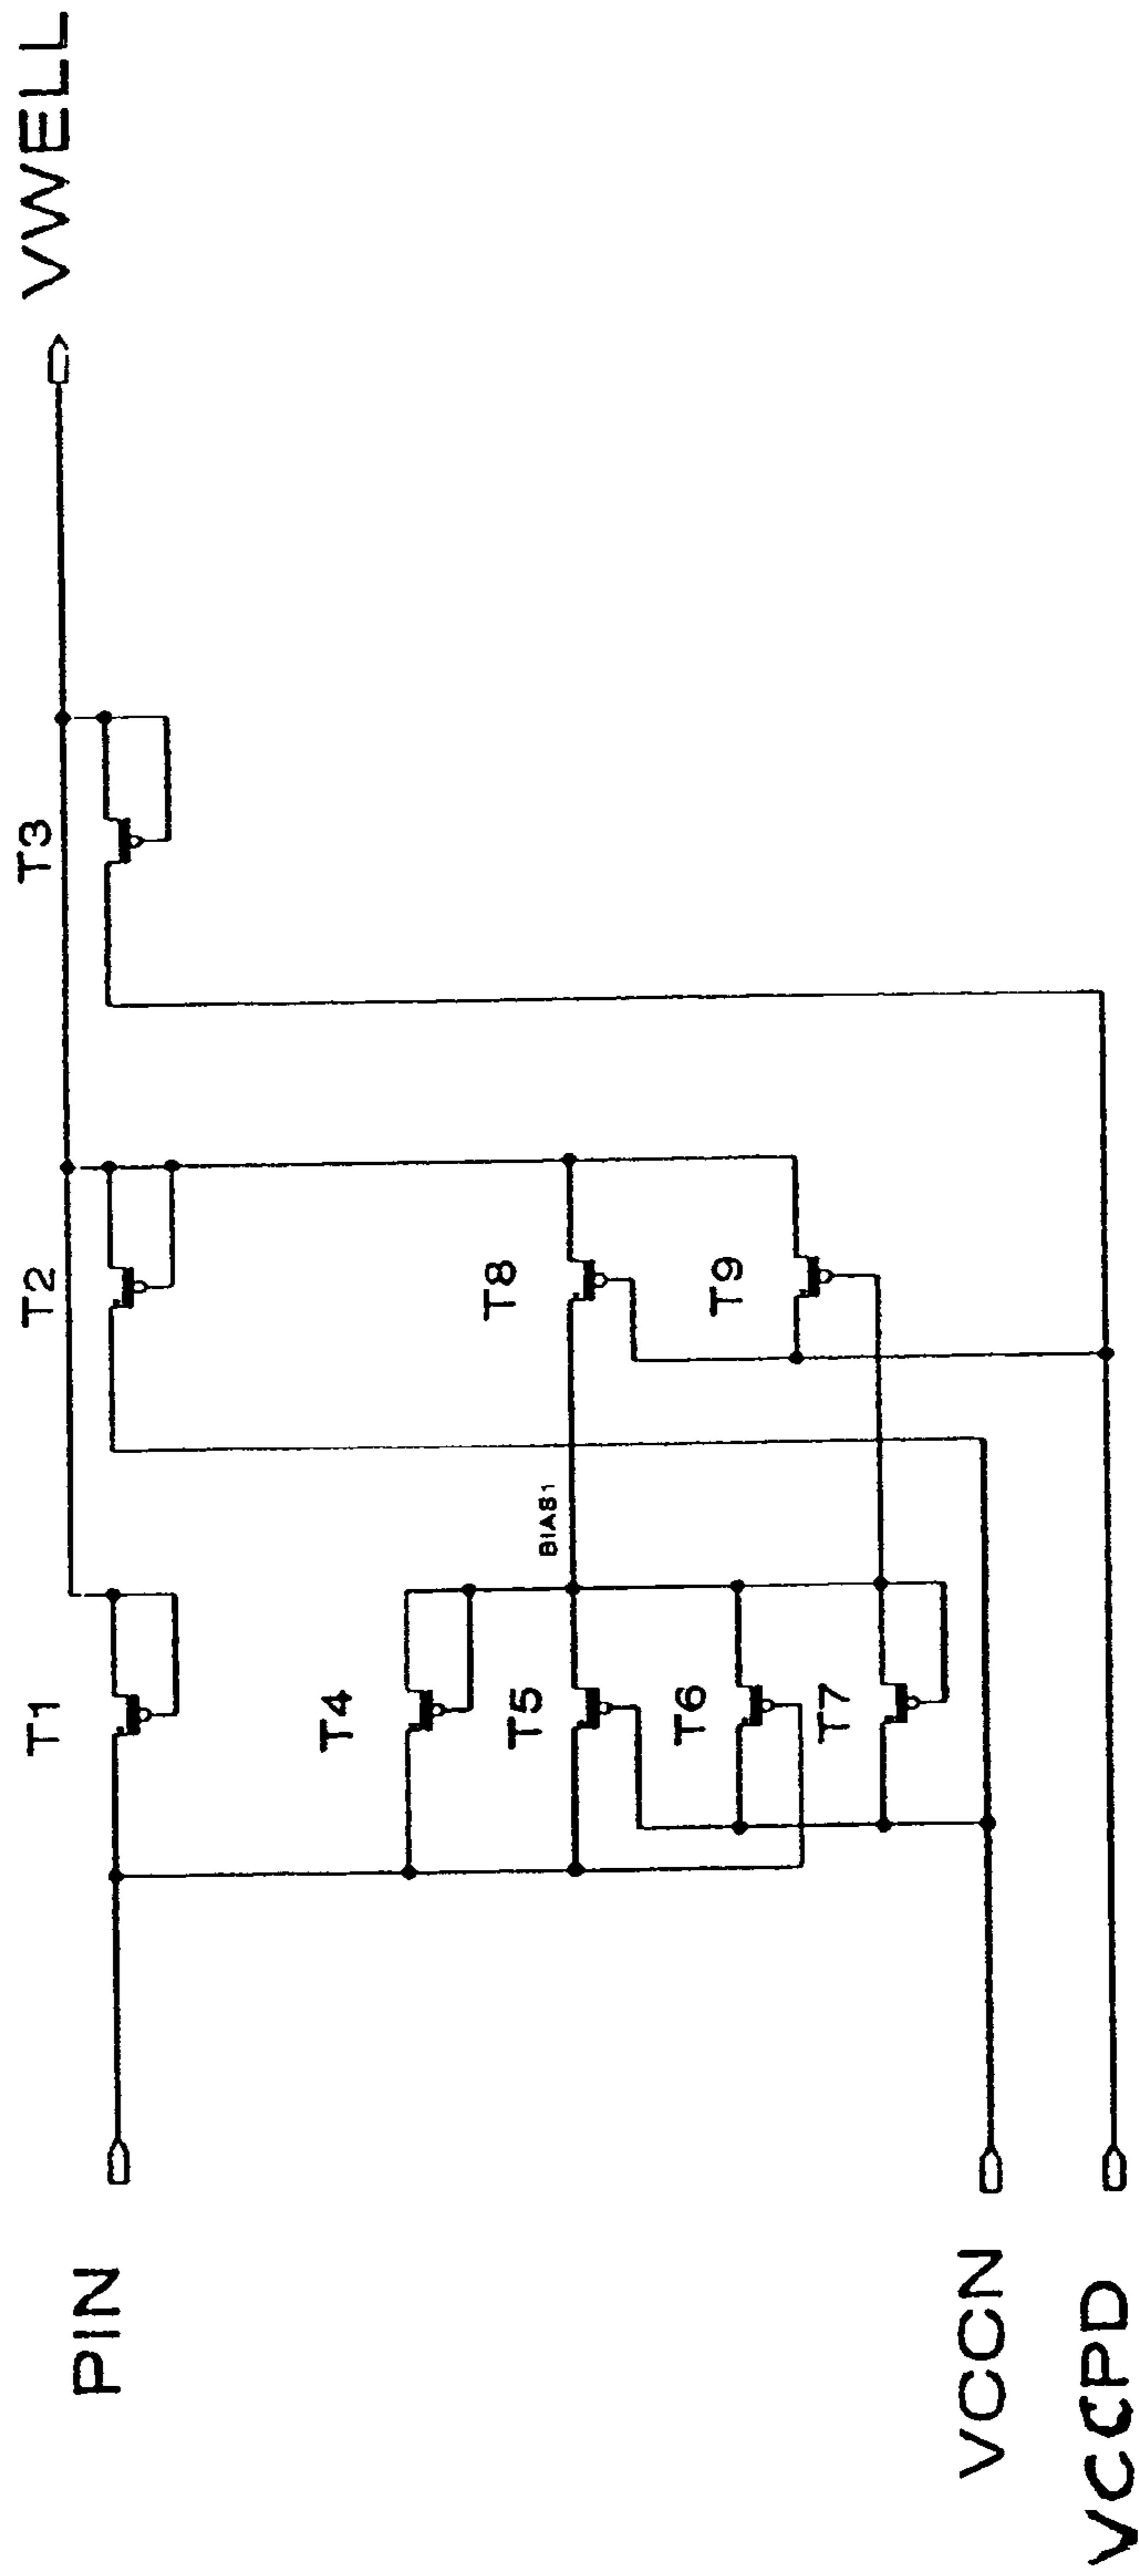 VWELL
T1
T2
T3
T4
T5
T6
T7
T8
T9
BIAS1
PIN
VCCN
VCCPD